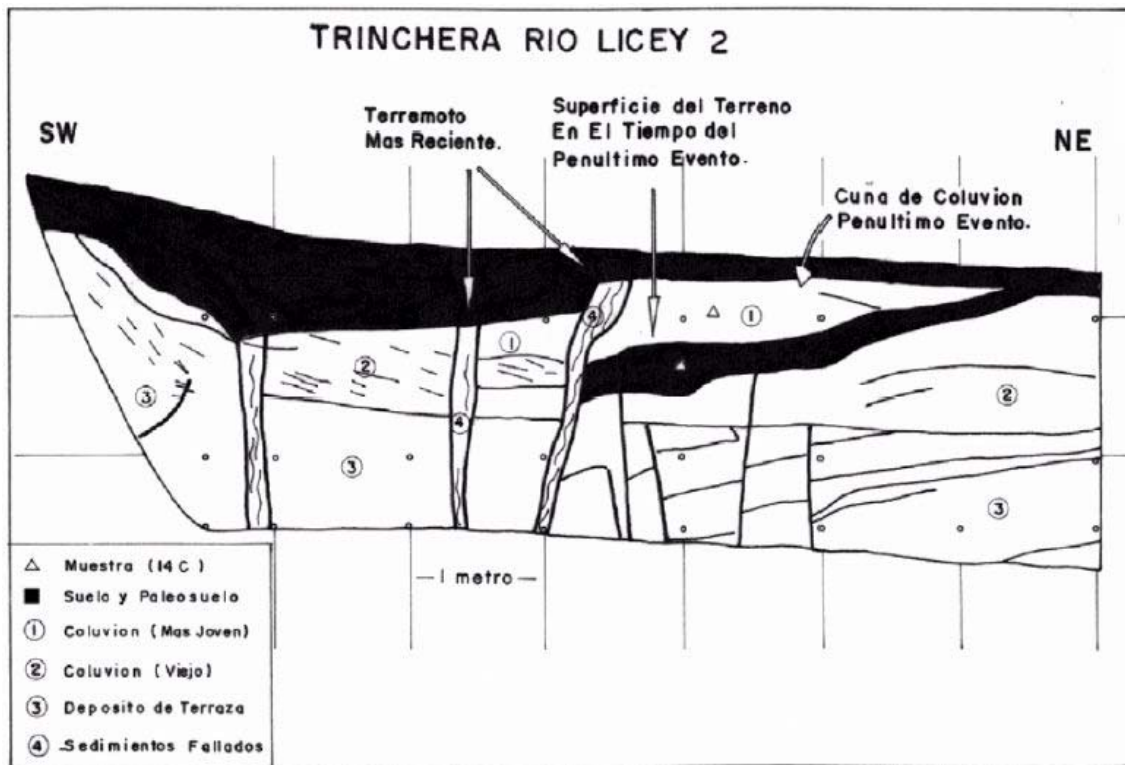 TRINCHERA RIO LICEY 2
SW
Terremoto
Mas Reciente.
Superficie del Terreno
En El Tiempo del
Penultimo Evento.
NE
Cuña de Coluvion
Penultimo Evento.
4
1
1
2
2
3
4
3
3
1 metro
Muestra (14 C)
Suelo y Paleosuelo
1 Coluvion (Mas Joven)
2 Coluvion (Viejo)
3 Deposito de Terraza
4 Sedimientos Fallados